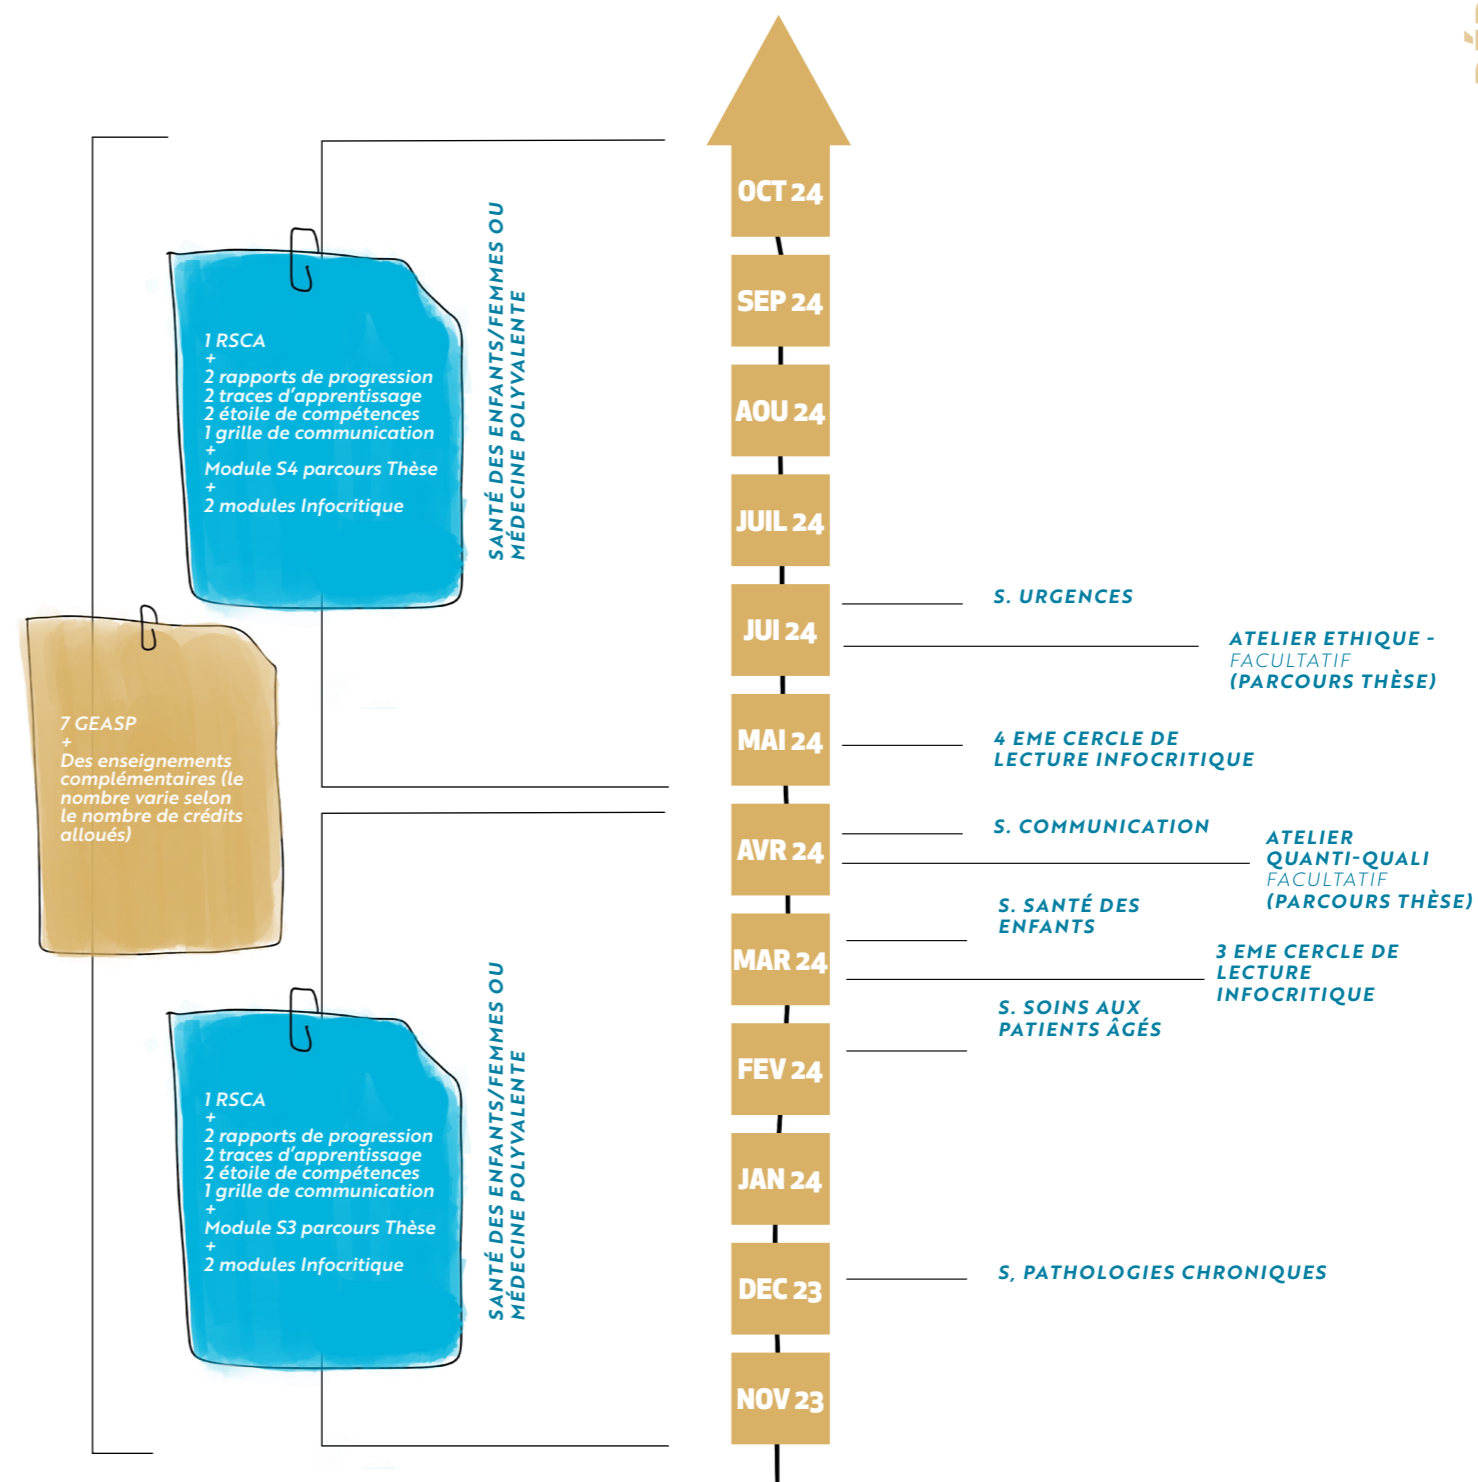 OCT 24
SEP 24
AOU 24
JUIL 24
JUI 24
MAI 24
AVR 24
MAR 24
FEV 24
JAN 24
DEC 23
NOV 23
1 RSCA
+
2 rapports de progression
2 traces d'apprentissage
2 étoile de compétences
1 grille de communication
+
Module S4 parcours Thèse
+
2 modules Infocritique
SANTÉ DES ENFANTS/FEMMES OU
MÉDECINE POLYVALENTE
7 GEASP
+
Des enseignements
complémentaires (le
nombre varie selon
le nombre de crédits
alloués)
1 RSCA
+
2 rapports de progression
2 traces d'apprentissage
2 étoile de compétences
1 grille de communication
+
Module S3 parcours Thèse
+
2 modules Infocritique
SANTÉ DES ENFANTS/FEMMES OU
MÉDECINE POLYVALENTE
S. URGENCES
ATELIER ETHIQUE -
FACULTATIF
(PARCOURS THÈSE)
4 EME CERCLE DE
LECTURE INFOCRITIQUE
S. COMMUNICATION
ATELIER
QUANTI-QUALI
FACULTATIF
(PARCOURS THÈSE)
S. SANTÉ DES
ENFANTS
3 EME CERCLE DE
LECTURE
INFOCRITIQUE
S. SOINS AUX
PATIENTS ÂGÉS
S, PATHOLOGIES CHRONIQUES